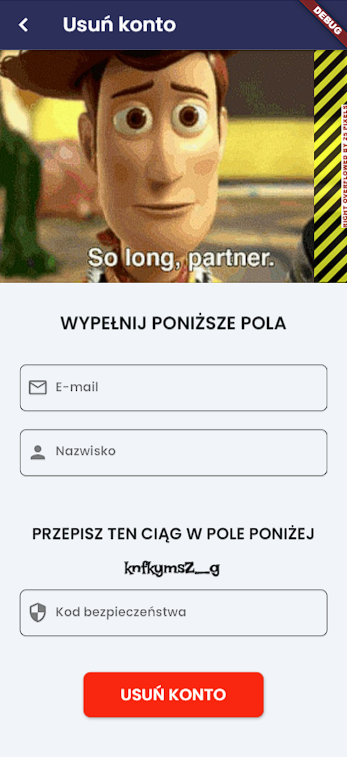 Usuń konto
DEBUG
RIGHT OVERFLOWED BY 25 PIXELS
So long, partner.
WYPEŁNIJ PONIŻSZE POLA
E-mail
Nazwisko
PRZEPISZ TEN CIĄG W POLE PONIŻEJ
knfkymsZ__g
Kod bezpieczeństwa
USUŃ KONTO